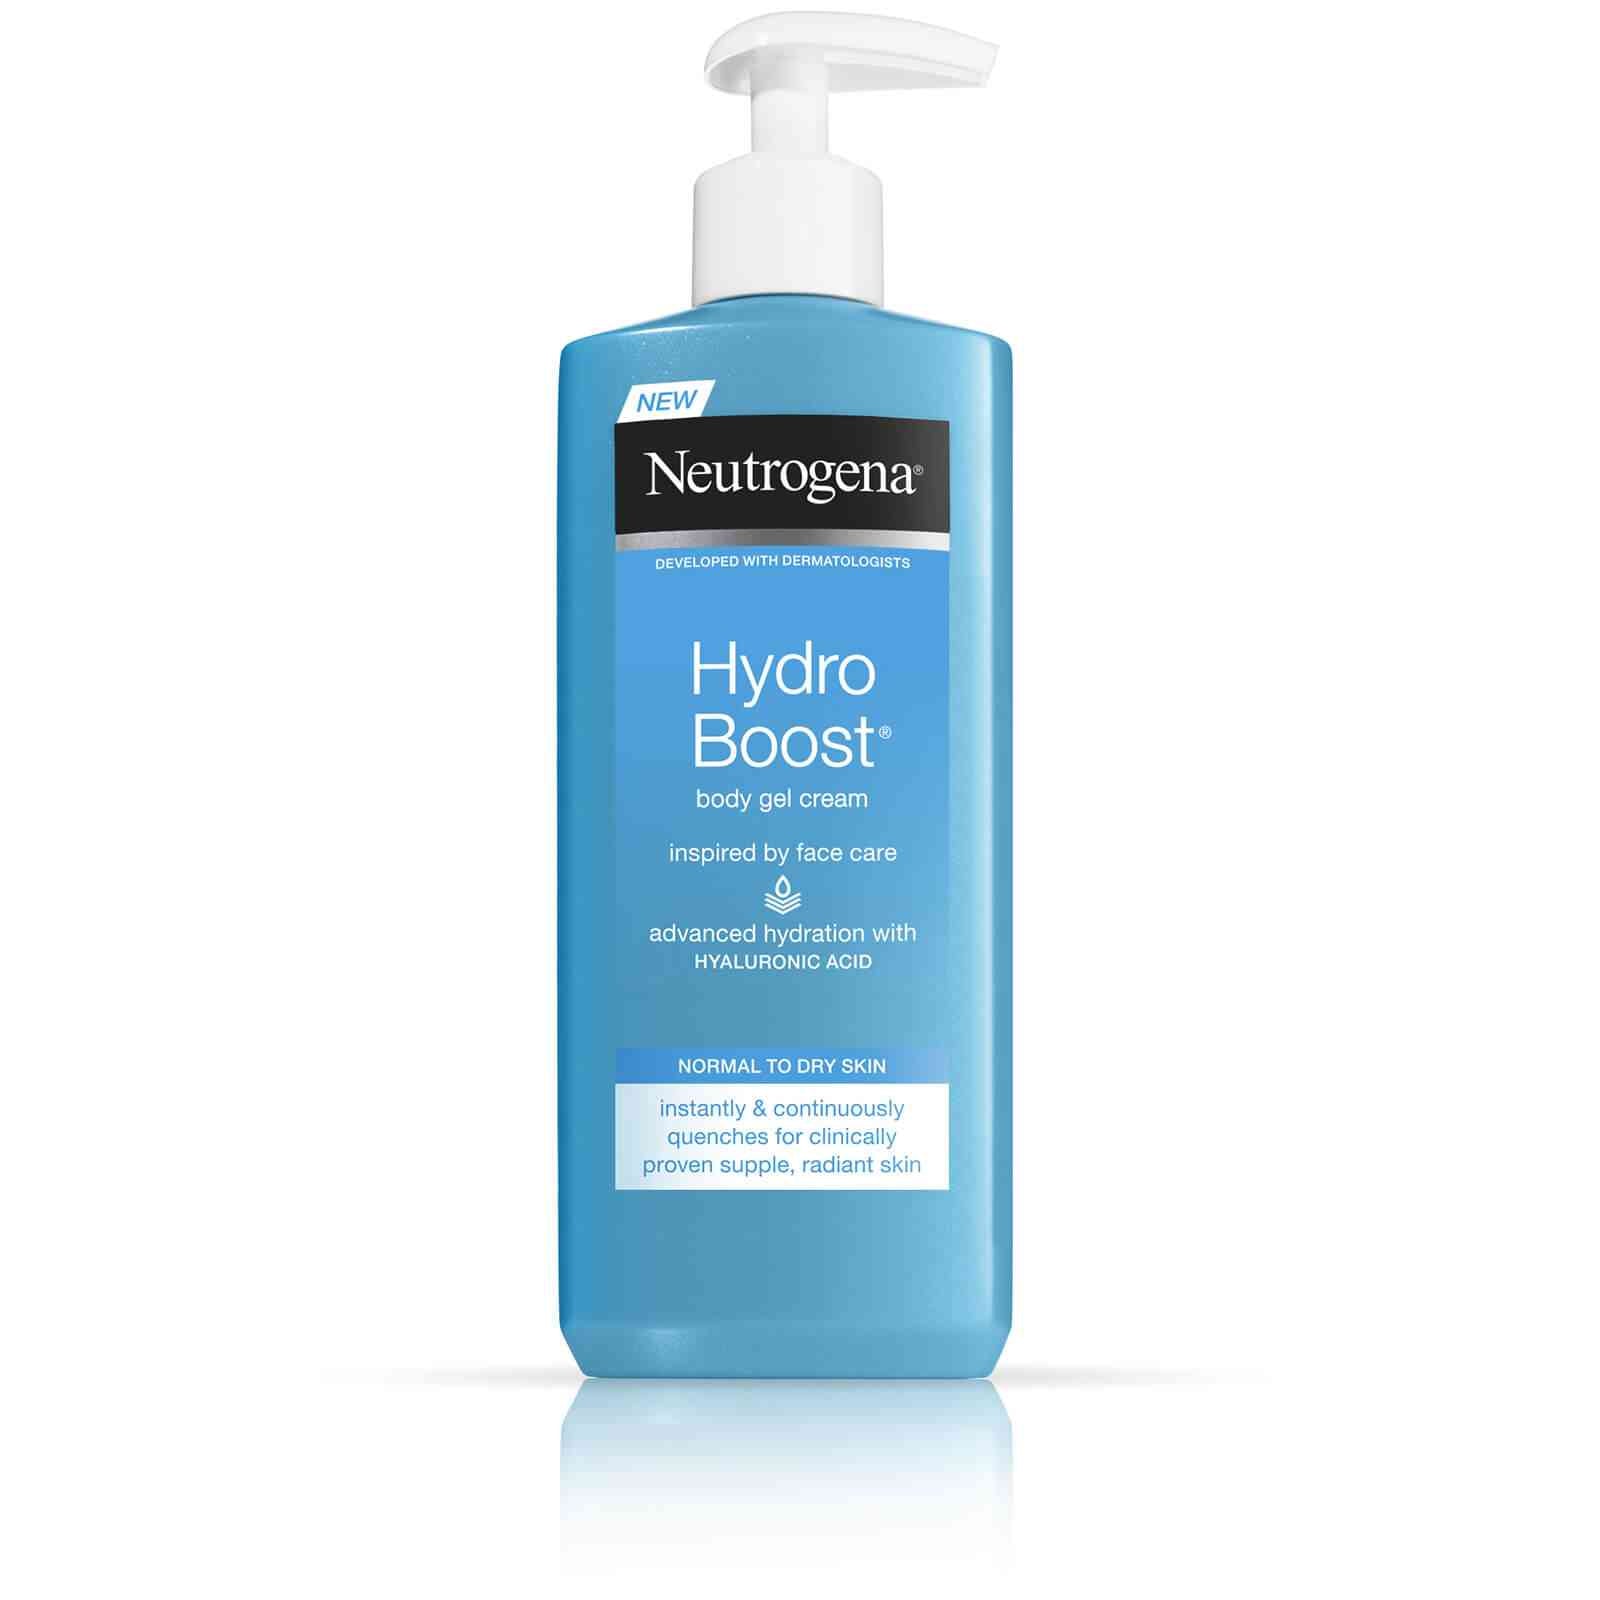 NEW
Neutrogena®
DEVELOPED WITH DERMATOLOGISTS
Hydro
Boost®
body gel cream
inspired by face care
advanced hydration with
HYALURONIC ACID
NORMAL TO DRY SKIN
instantly & continuously
quenches for clinically
proven supple, radiant skin